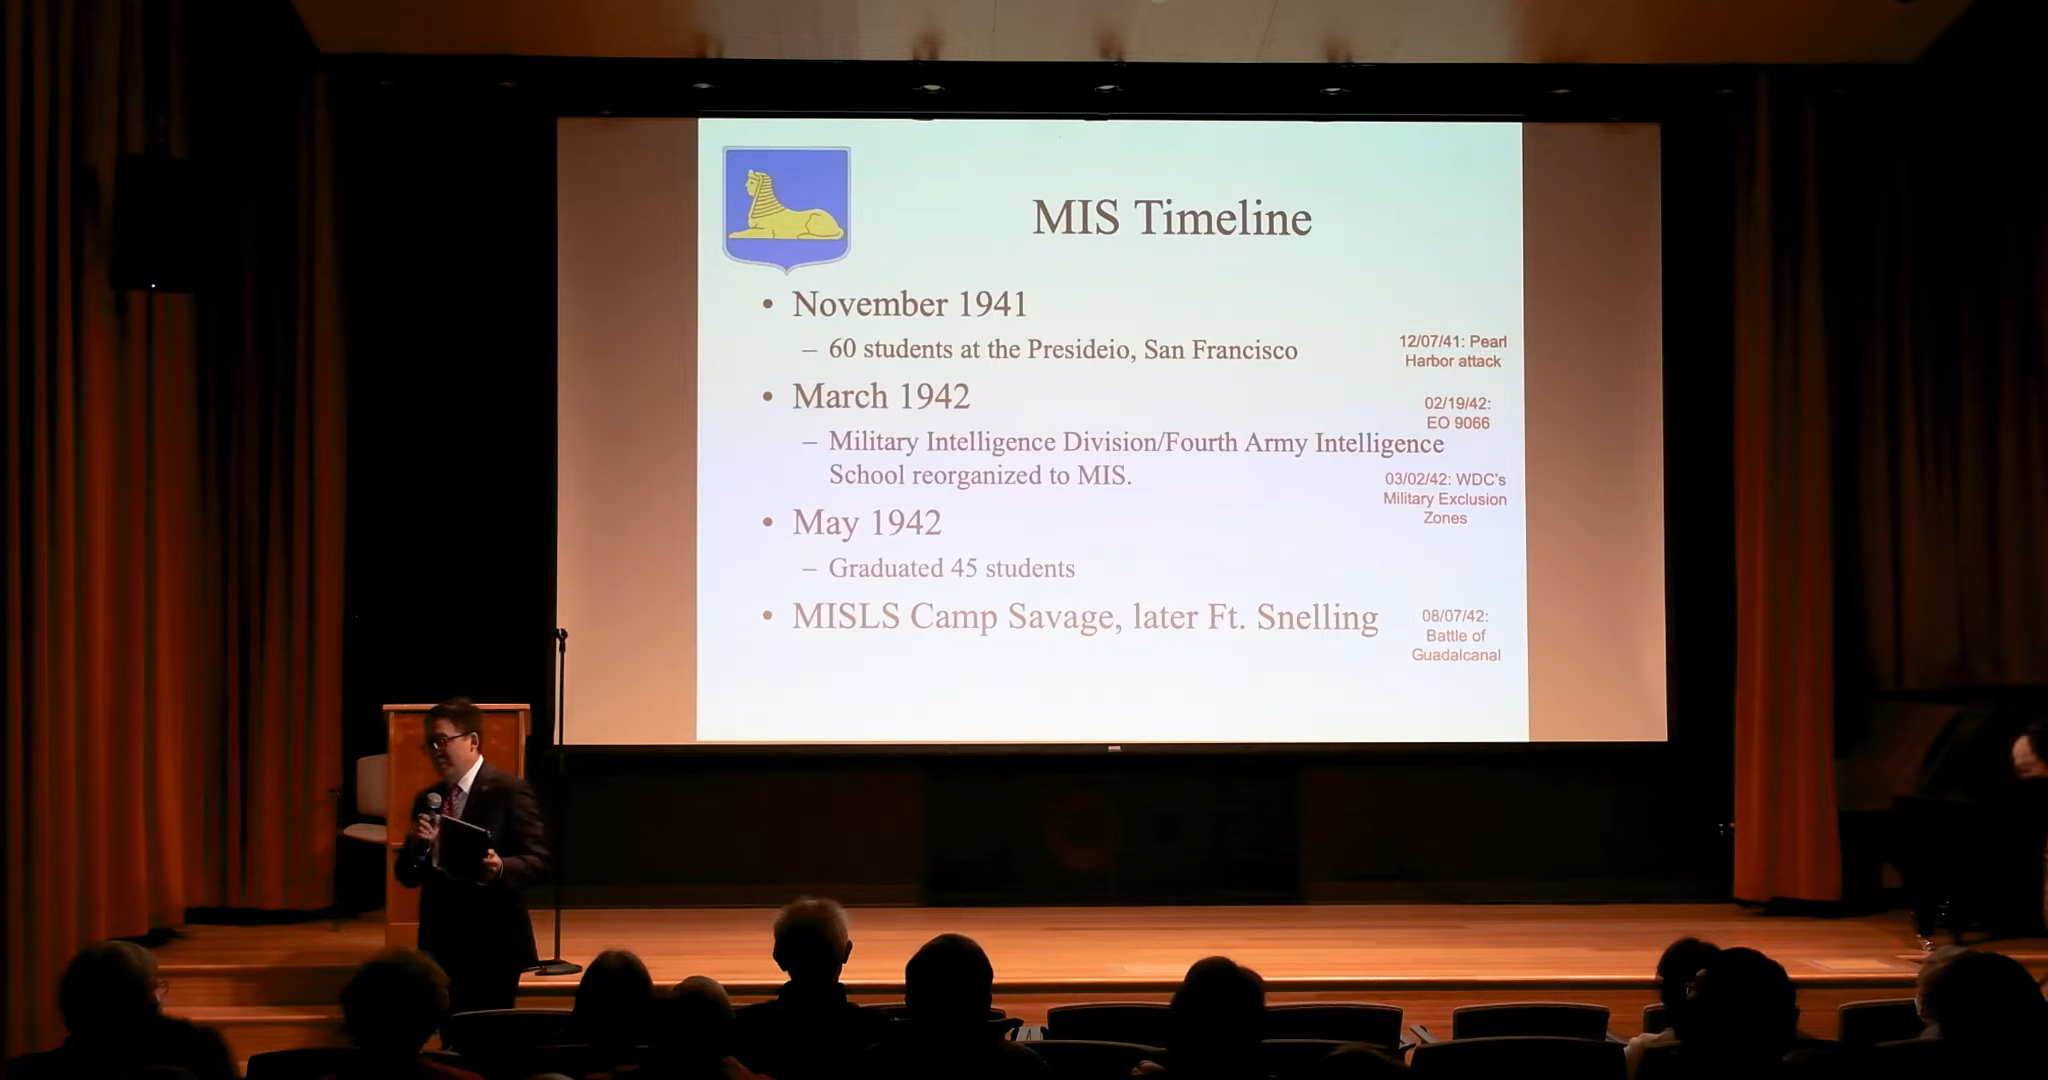 MIS Timeline
• November 1941
– 60 students at the Presideio, San Francisco
12/07/41: Pearl
Harbor attack
• March 1942
02/19/42:
EO 9066
– Military Intelligence Division/Fourth Army Intelligence
School reorganized to MIS.
03/02/42: WDC's
Military Exclusion
Zones
• May 1942
– Graduated 45 students
• MISLS Camp Savage, later Ft. Snelling
08/07/42:
Battle of
Guadalcanal